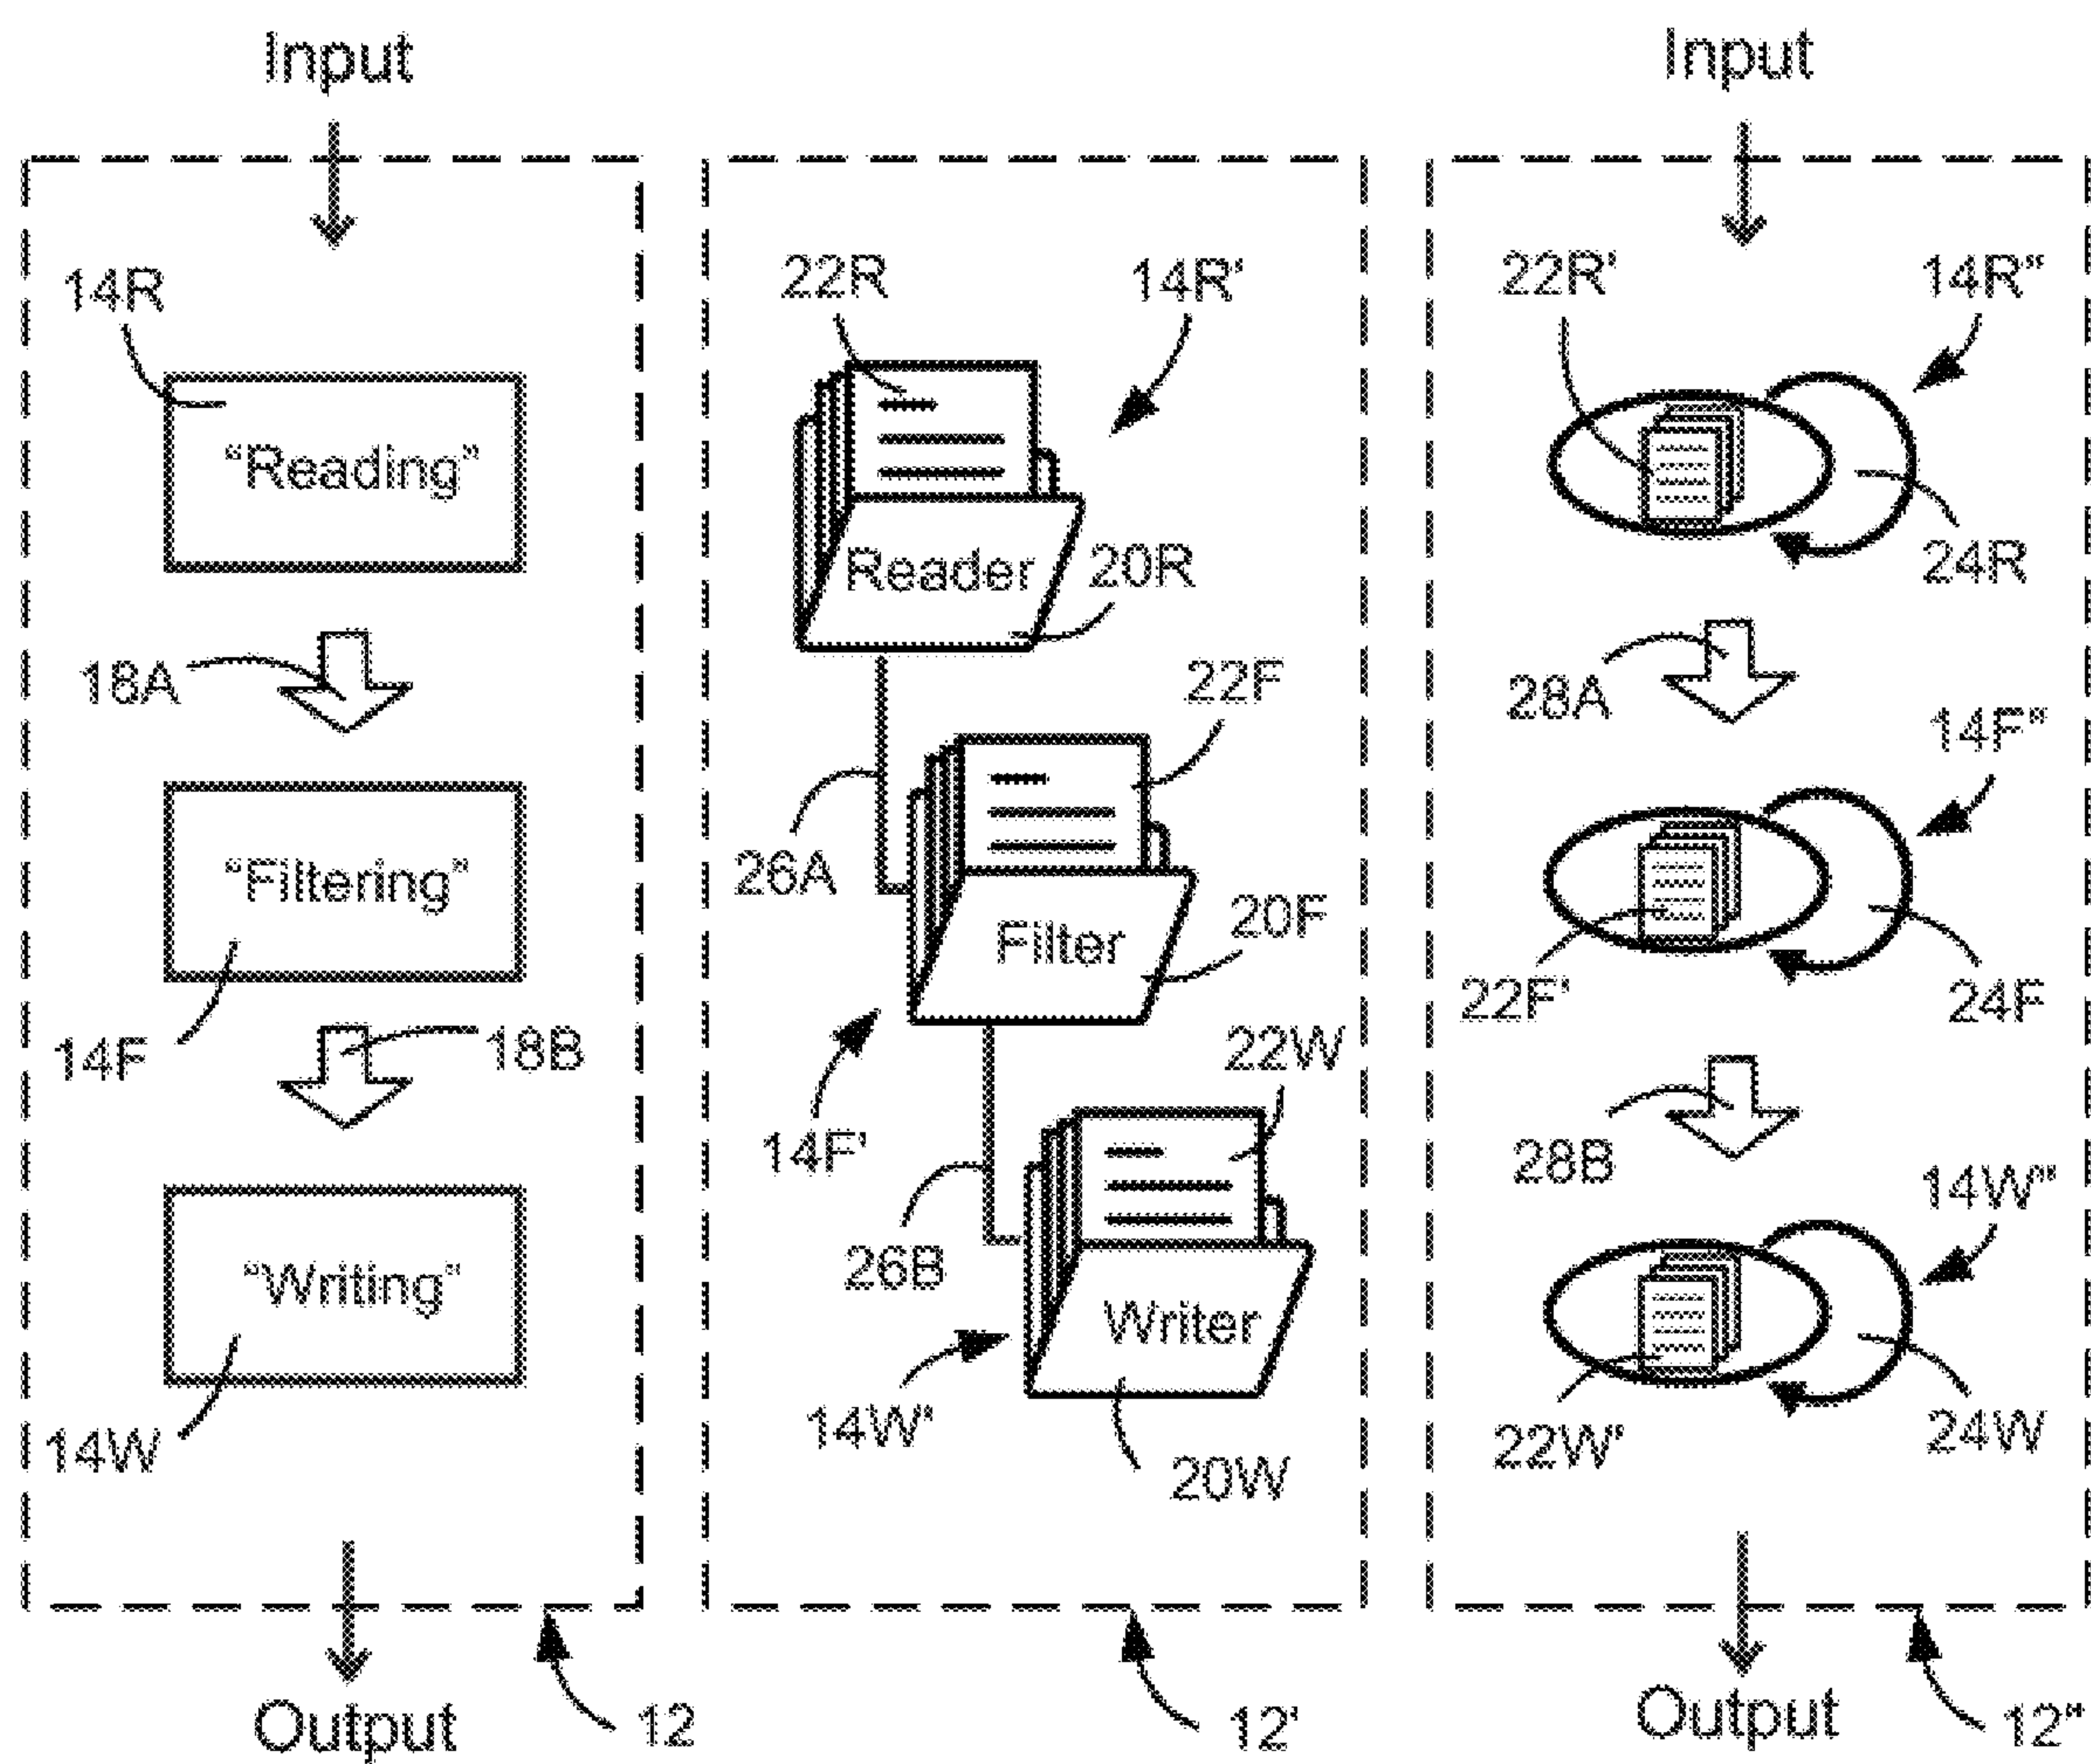 Input
14R
"Reading"
18A
"Filtering"
14F
18B
"Writing"
14W
Output
12
22R
14R'
Reader
20R
22F
26A
Filter
20F
14F'
22W
26B
Writer
14W'
20W
12'
Input
22R'
14R"
24R
28A
14F"
22F'
24F
28B
14W"
22W'
24W
Output
12"